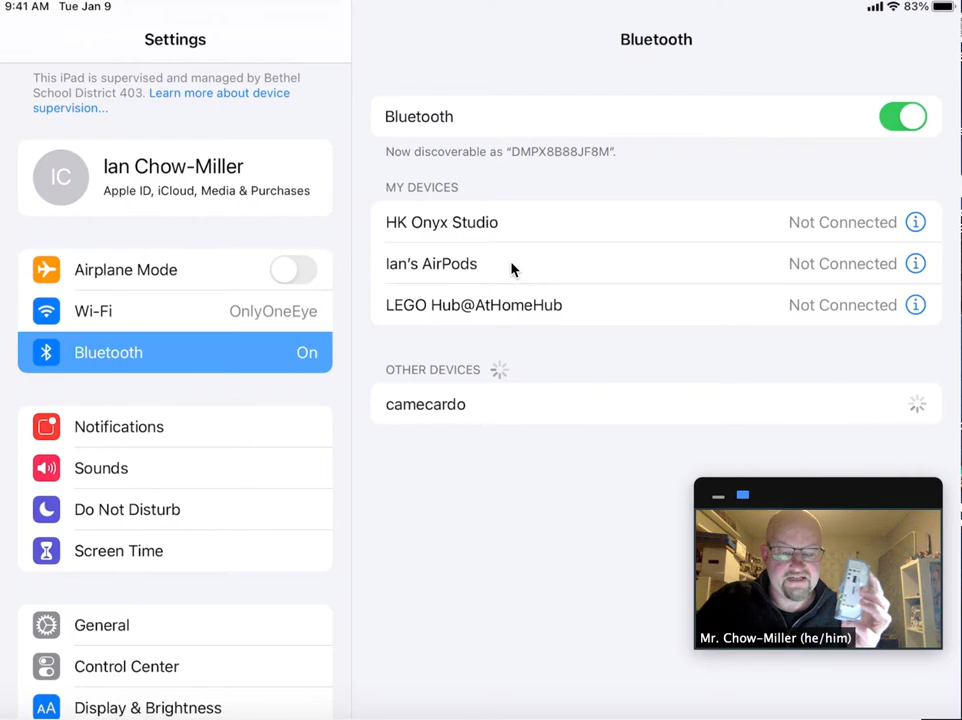 9:41 AM Tue Jan 9
83%
Settings
Bluetooth
This iPad is supervised and managed by Bethel
School District 403. Learn more about device
supervision...
IC
Ian Chow-Miller
Apple ID, iCloud, Media & Purchases
Airplane Mode
Wi-Fi OnlyOneEye
Bluetooth On
Notifications
Sounds
Do Not Disturb
Screen Time
General
Control Center
AA Display & Brightness
Bluetooth
Now discoverable as “DMPX8B88JF8M”.
MY DEVICES
HK Onyx Studio Not Connected
Ian’s AirPods Not Connected
LEGO Hub@AtHomeHub Not Connected
OTHER DEVICES
camecardo
Mr. Chow-Miller (he/him)